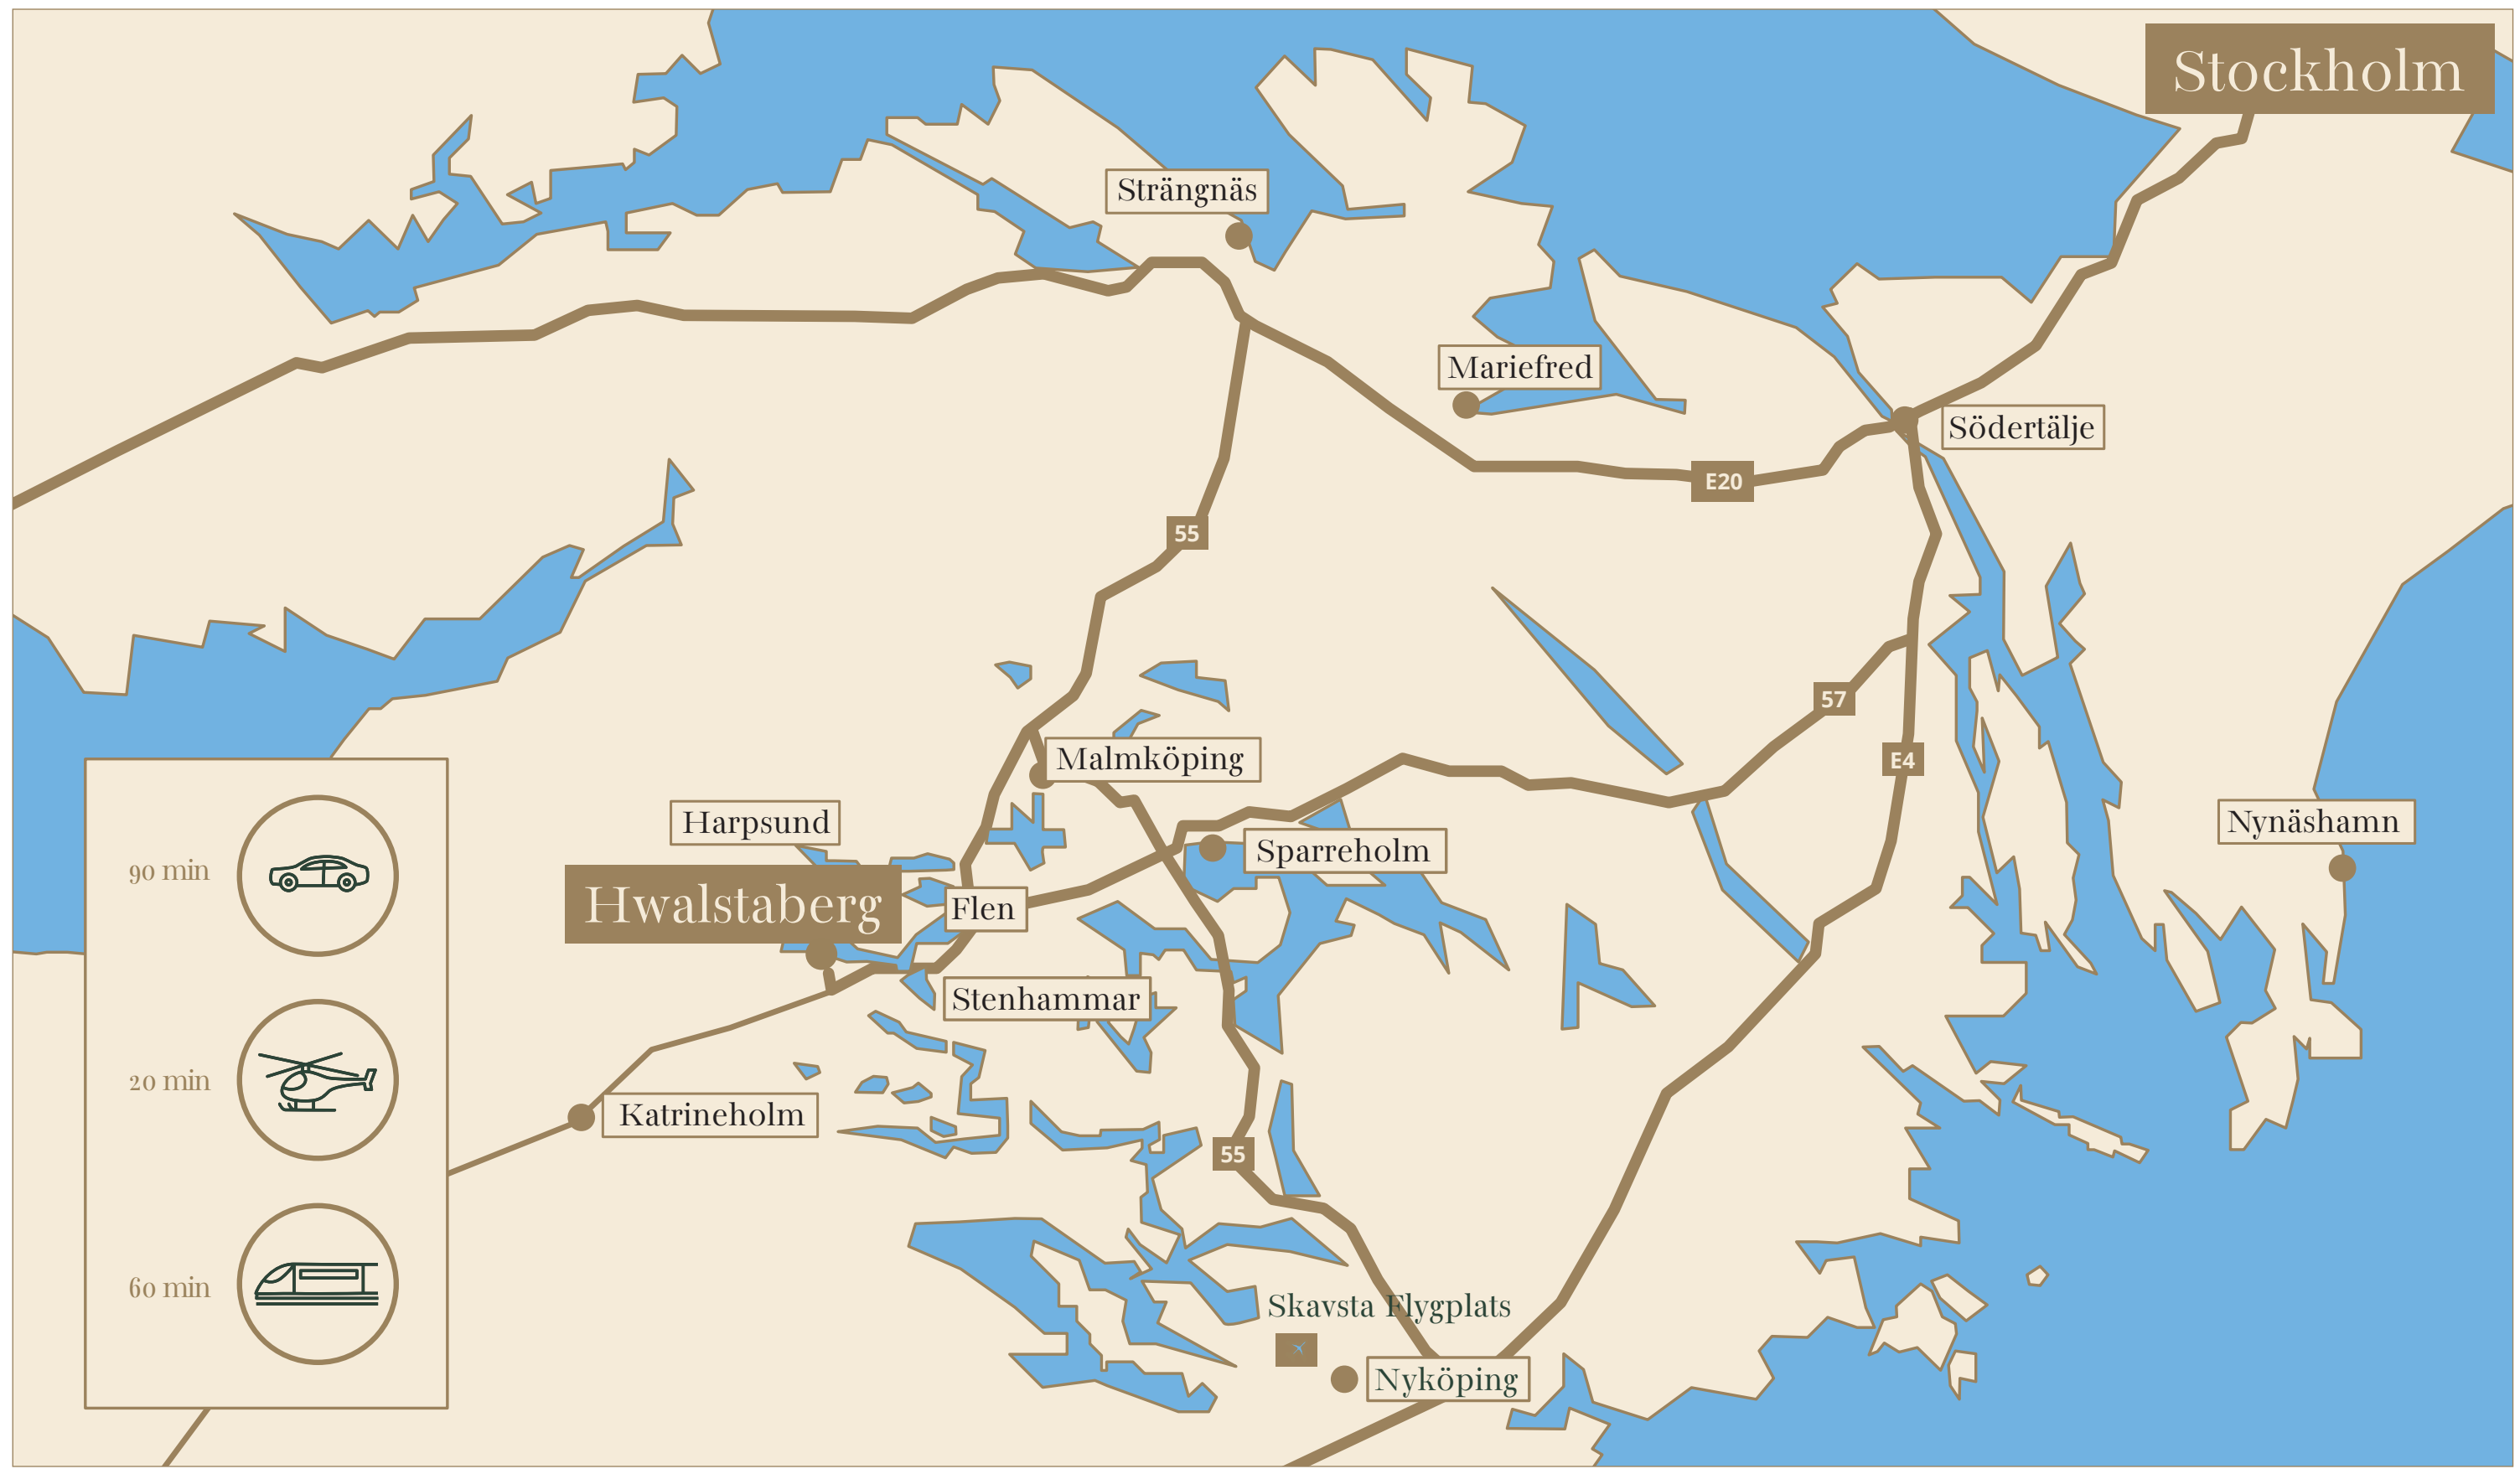 Stockholm
Strängnäs
Mariefred
Södertälje
E20
55
57
E4
Malmköping
Harpsund
Sparreholm
Nynäshamn
Hwalstaberg
Flen
90 min
Stenhammar
20 min
Katrineholm
55
60 min
Skavsta Flygplats
Nyköping